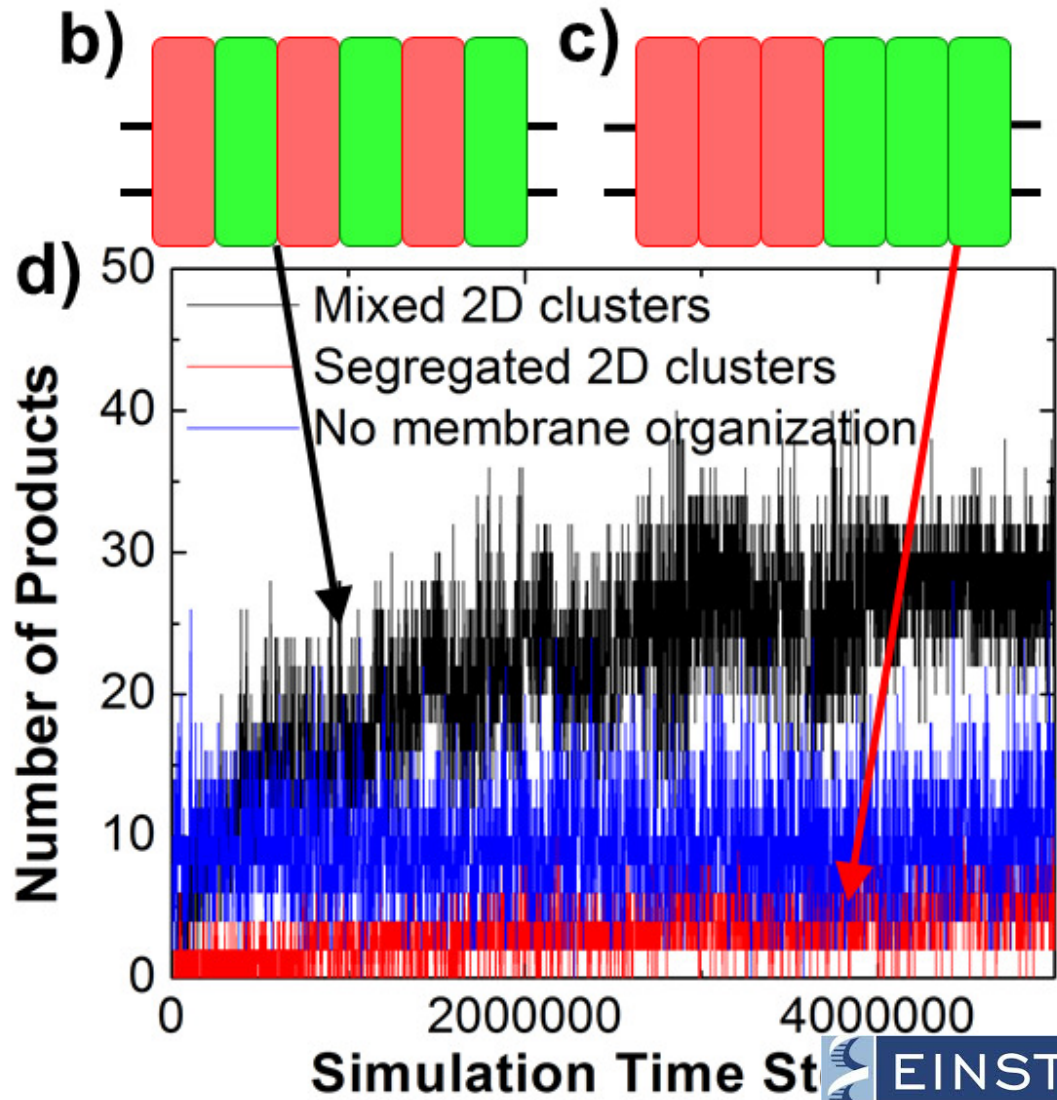 b)
c)
d)
50
Mixed 2D clusters
Segregated 2D clusters
40
No membrane organization
30
20
10
0
Number of Products
0 2000000 4000000
Simulation Time
EINST